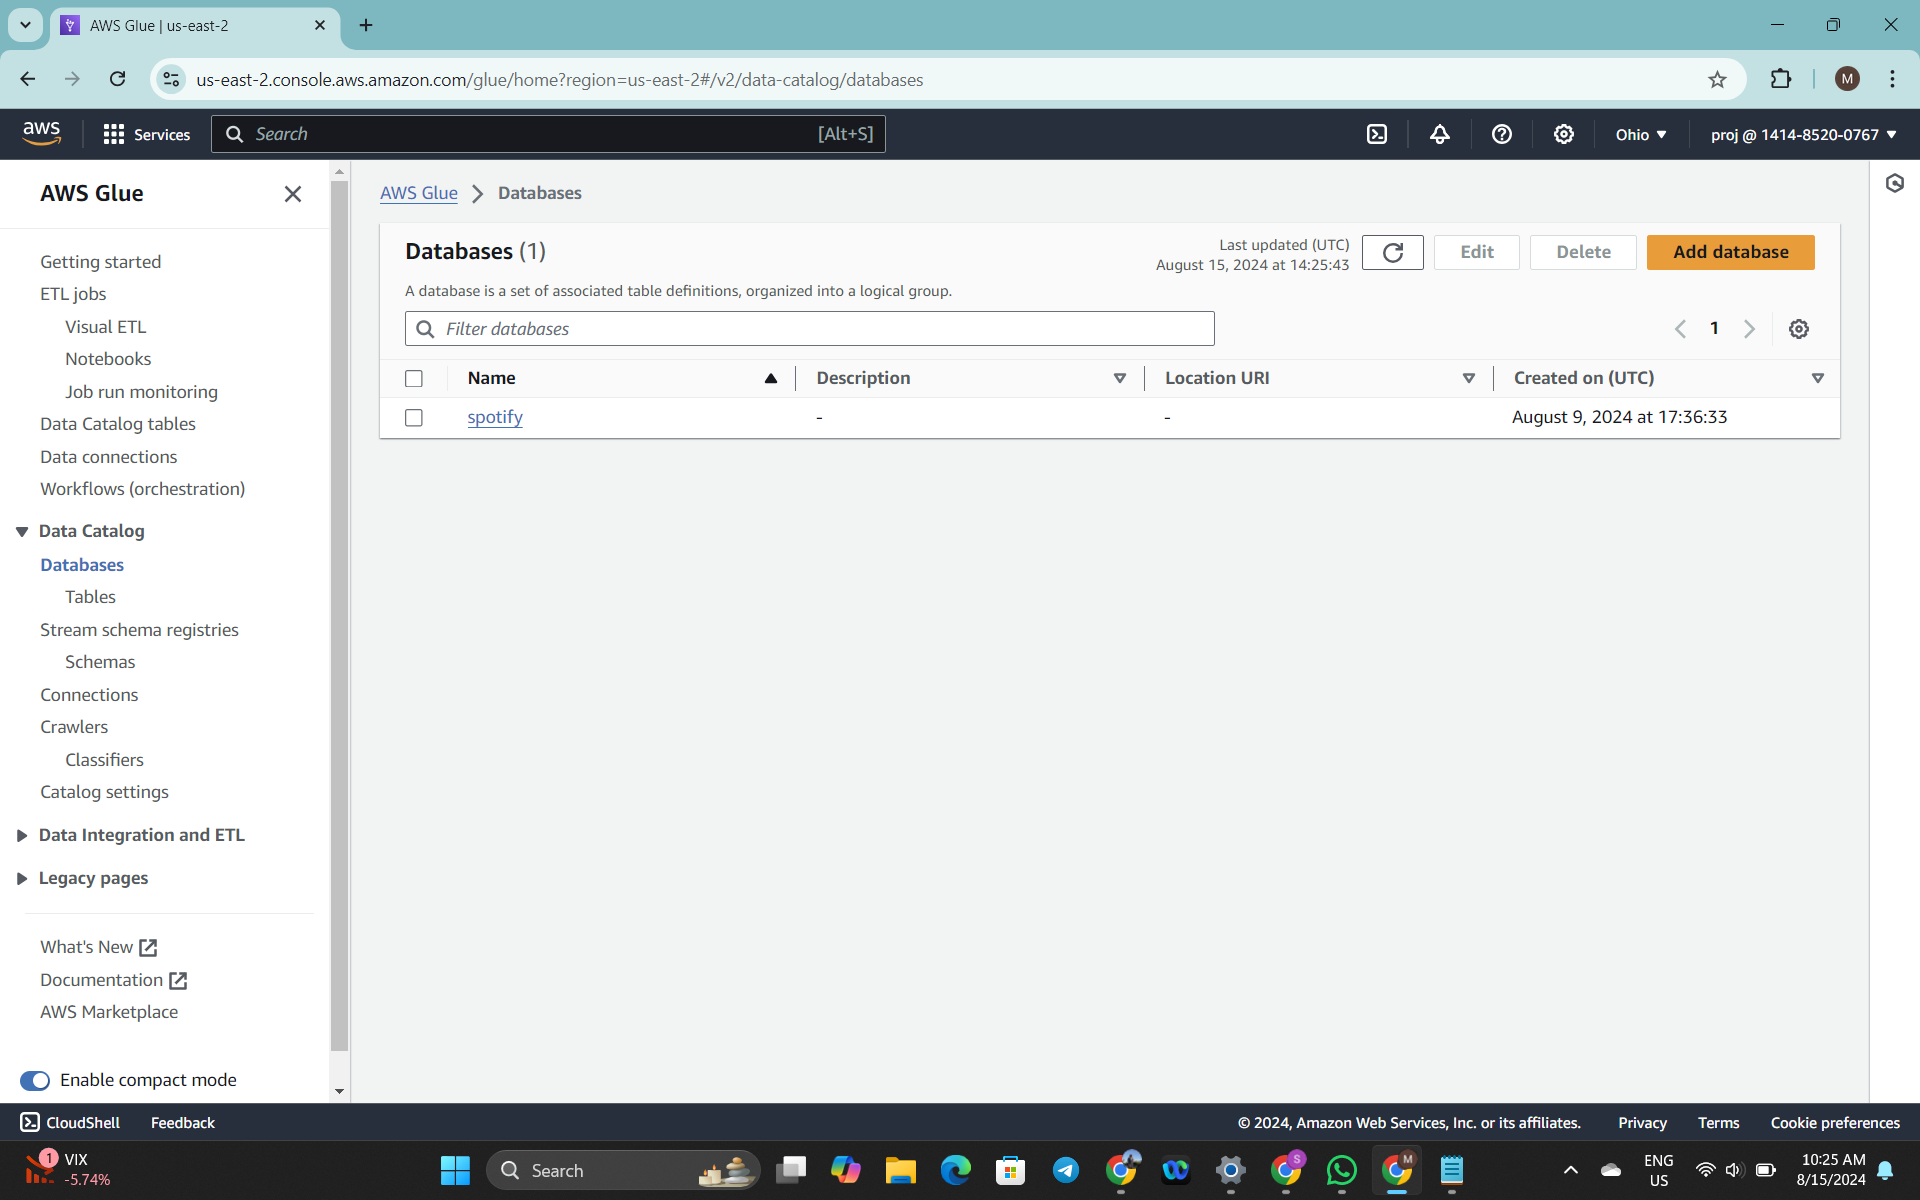 AWS Glue | us-east-2
us-east-2.console.aws.amazon.com/glue/home?region=us-east-2#/v2/data-catalog/databases
M
aws
Services
Search
[Alt+S]
Ohio
proj @ 1414-8520-0767
AWS Glue
Getting started
ETL jobs
Visual ETL
Notebooks
Job run monitoring
Data Catalog tables
Data connections
Workflows (orchestration)
Data Catalog
Databases
Tables
Stream schema registries
Schemas
Connections
Crawlers
Classifiers
Catalog settings
Data Integration and ETL
Legacy pages
What's New
Documentation
AWS Marketplace
Enable compact mode
AWS Glue > Databases
Databases (1)
Last updated (UTC)
August 15, 2024 at 14:25:43
Edit
Delete
Add database
A database is a set of associated table definitions, organized into a logical group.
Filter databases
1
Name Description Location URI Created on (UTC)
spotify - - August 9, 2024 at 17:36:33
CloudShell
Feedback
© 2024, Amazon Web Services, Inc. or its affiliates.
Privacy
Terms
Cookie preferences
1
VIX
-5.74%
Search
S
M
ENG
US
10:25 AM
8/15/2024